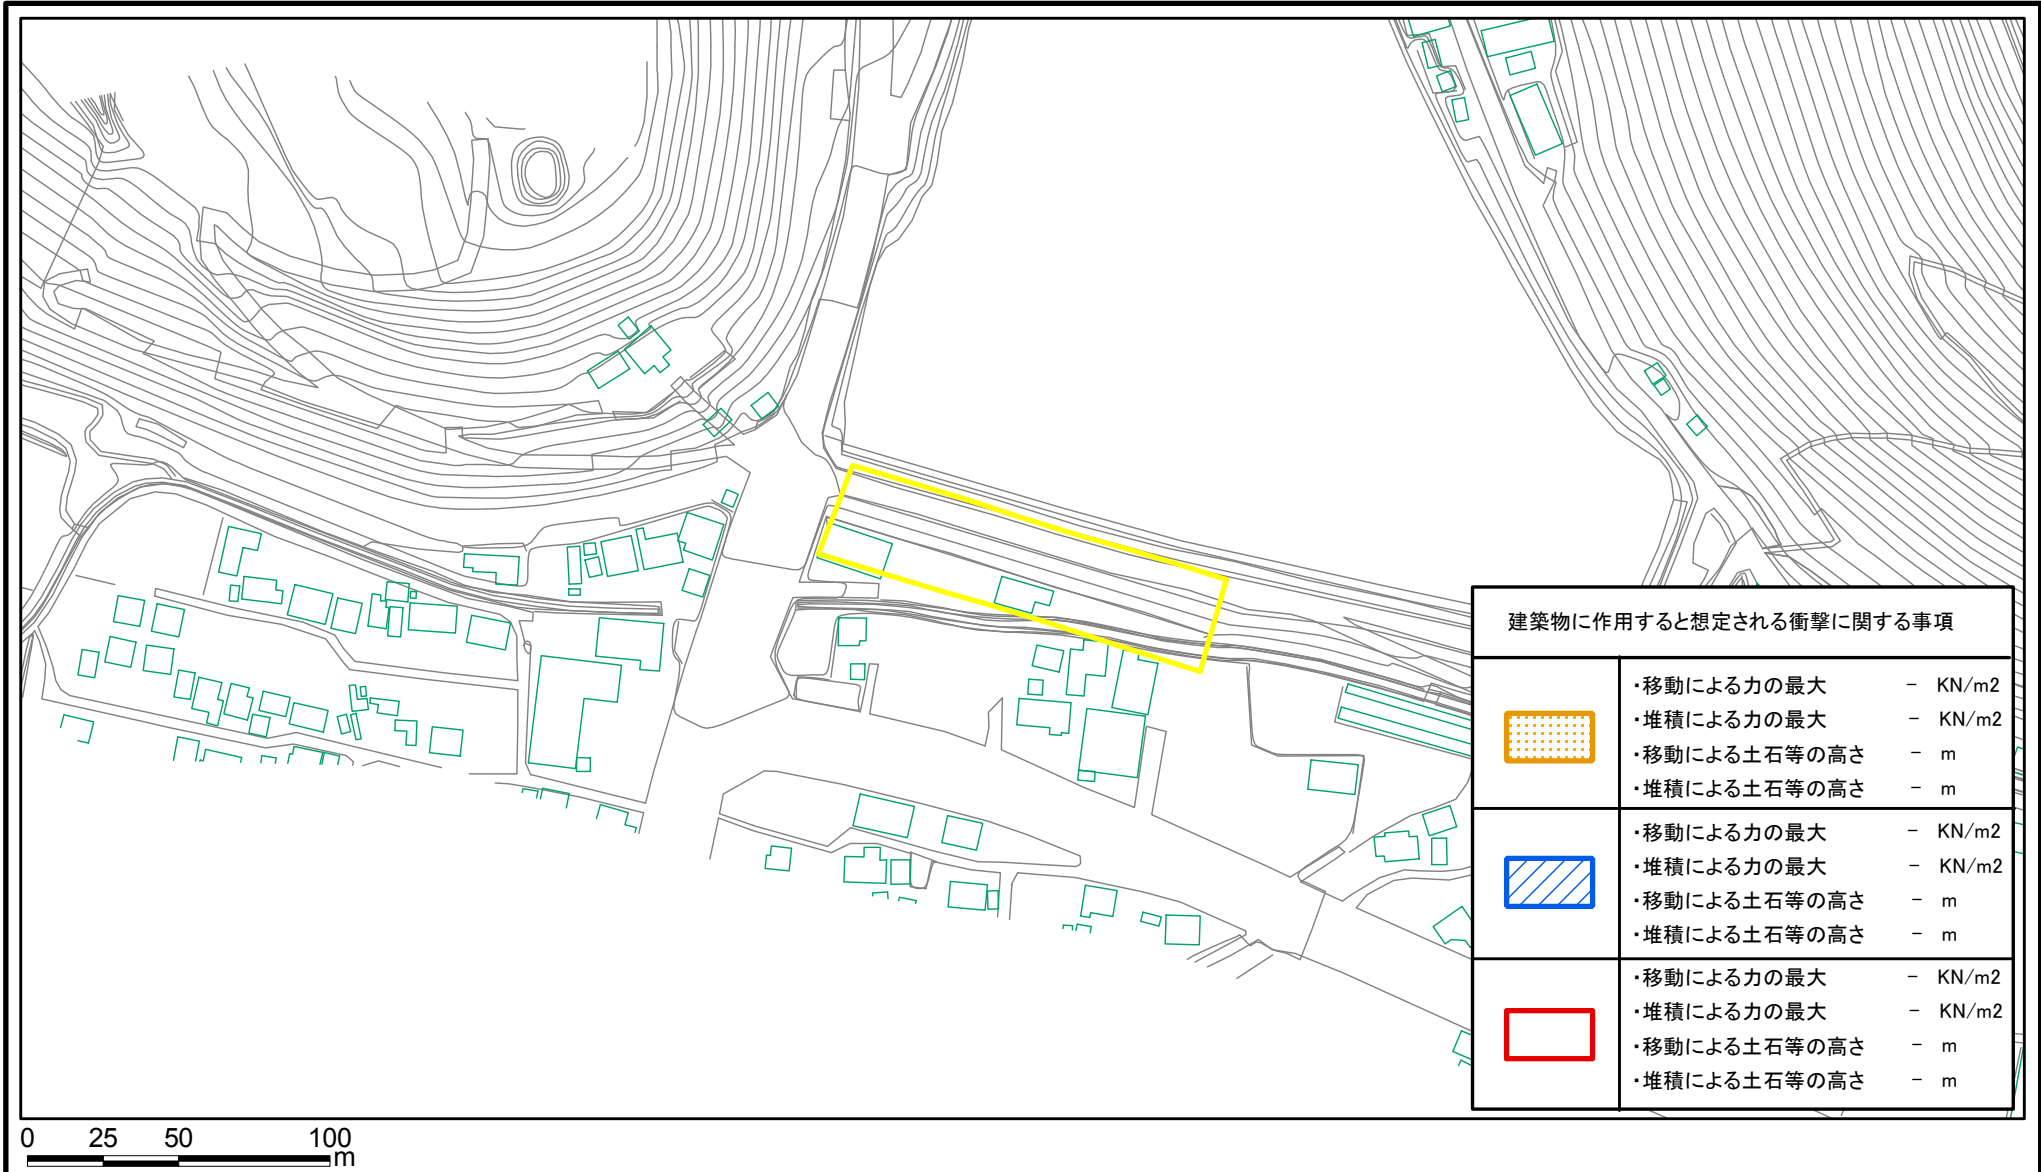 建築物に作用すると想定される衝撃に関する事項
・移動による力の最大 － KN/m2
・堆積による力の最大 － KN/m2
・移動による土石等の高さ － m
・堆積による土石等の高さ － m
・移動による力の最大 － KN/m2
・堆積による力の最大 － KN/m2
・移動による土石等の高さ － m
・堆積による土石等の高さ － m
・移動による力の最大 － KN/m2
・堆積による力の最大 － KN/m2
・移動による土石等の高さ － m
・堆積による土石等の高さ － m
0 25 50 100
m